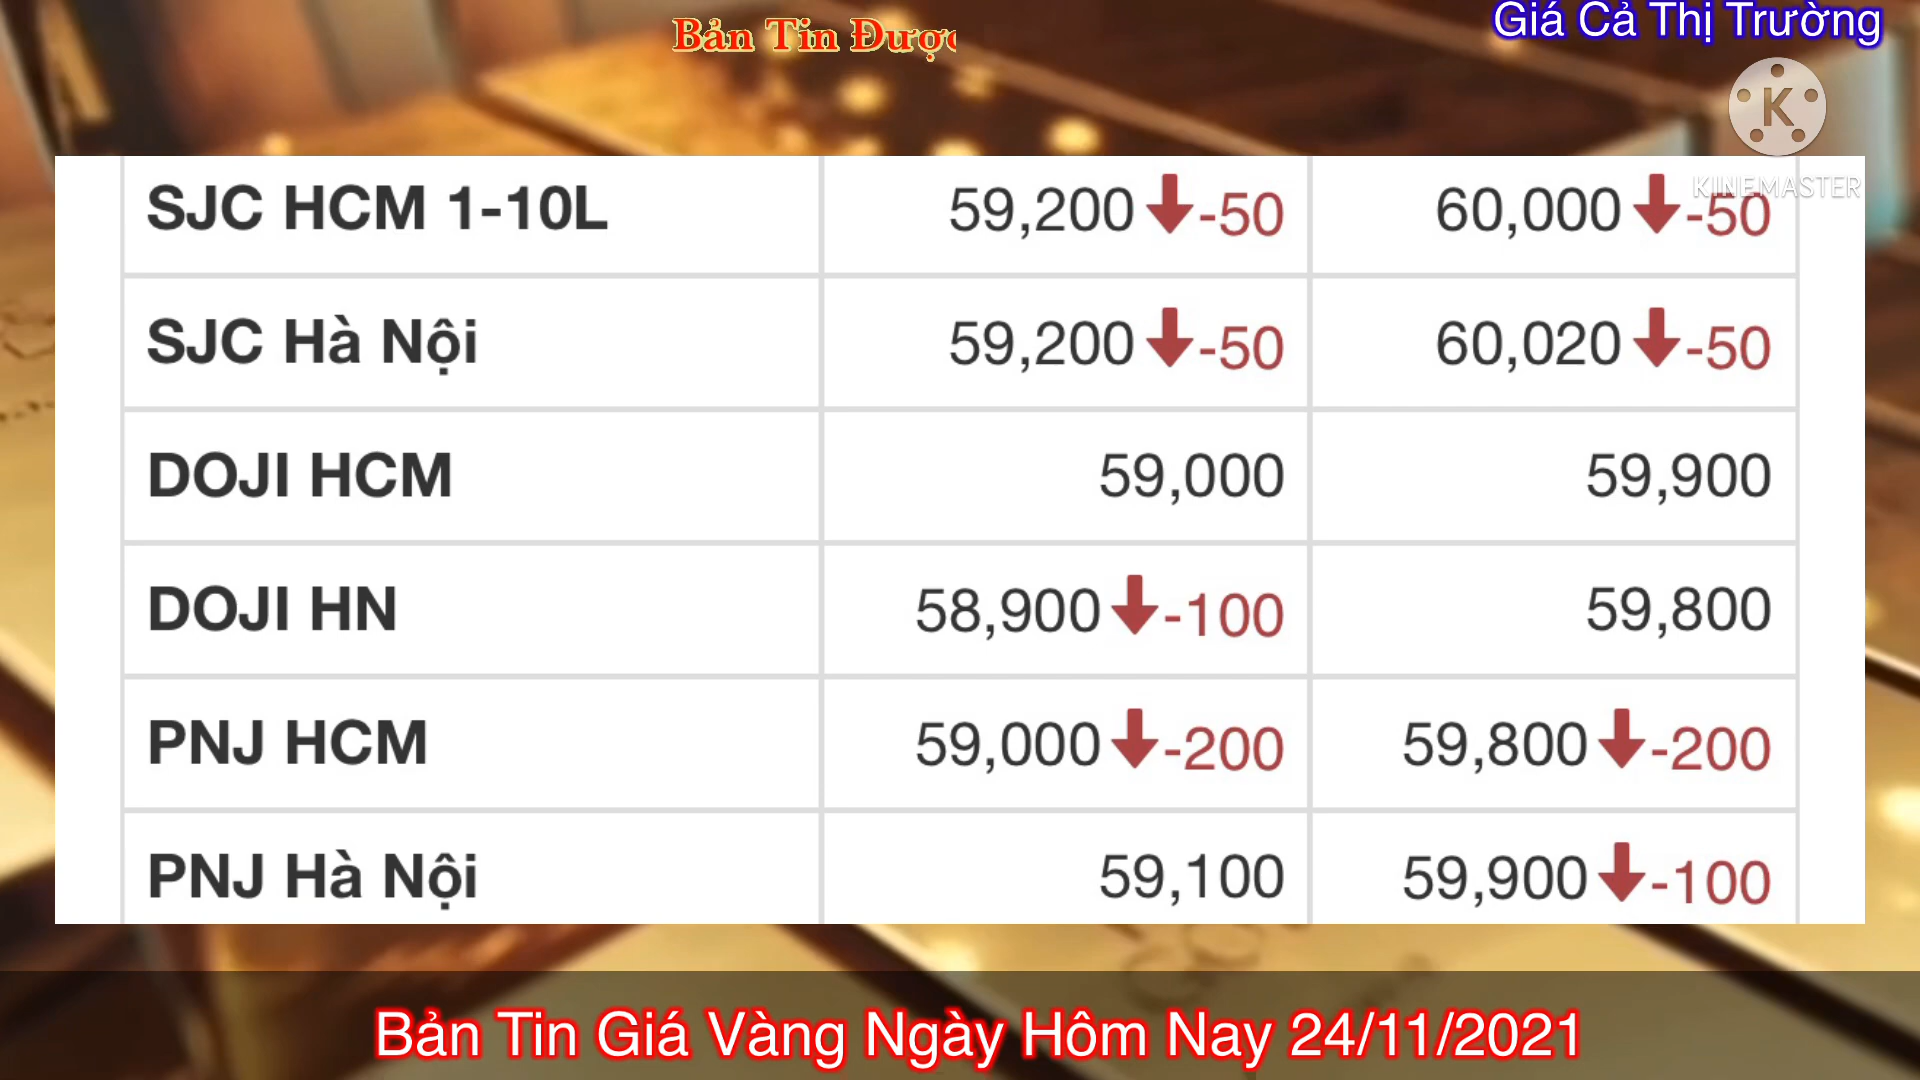 Bản Tin Được
Giá Cả Thị Trường
K
KINEMASTER
SJC HCM 1-10L 59,200 -50 60,000 -50
SJC Hà Nội 59,200 -50 60,020 -50
DOJI HCM 59,000 59,900
DOJI HN 58,900 -100 59,800
PNJ HCM 59,000 -200 59,800 -200
PNJ Hà Nội 59,100 59,900 -100
Bản Tin Giá Vàng Ngày Hôm Nay 24/11/2021